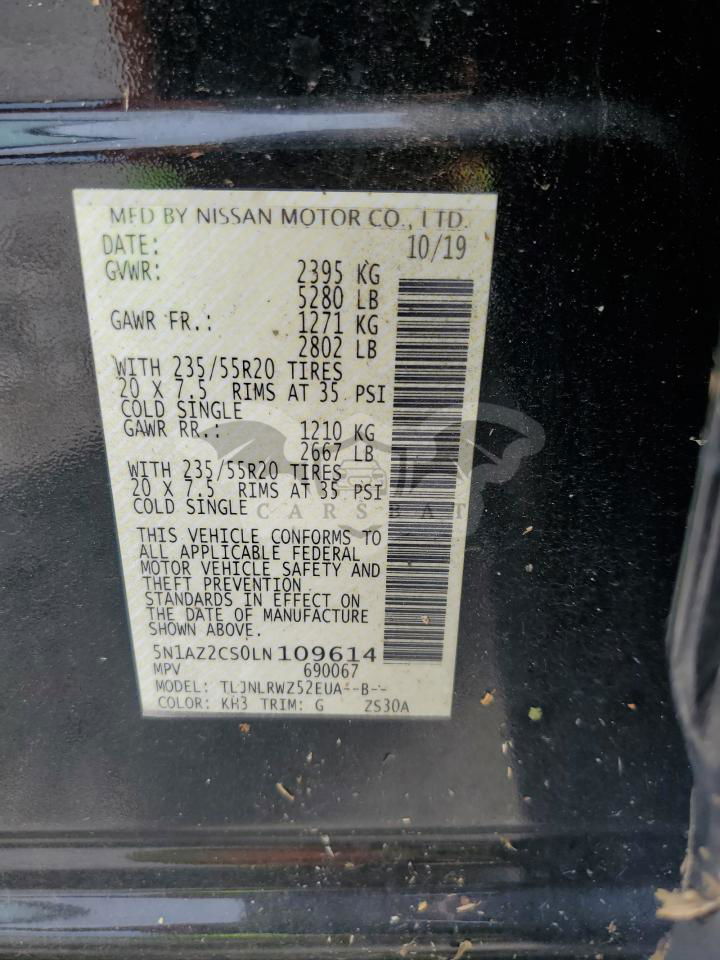 MFD BY NISSAN MOTOR CO., LTD.
DATE: 10/19
GVWR: 2395 KG
5280 LB
GAWR FR.: 1271 KG
2802 LB
WITH 235/55R20 TIRES
20 X 7.5 RIMS AT 35 PSI
COLD SINGLE
GAWR RR.: 1210 KG
2667 LB
WITH 235/55R20 TIRES
20 X 7.5 RIMS AT 35 PSI
COLD SINGLE
CARSBAT
THIS VEHICLE CONFORMS TO
ALL APPLICABLE FEDERAL
MOTOR VEHICLE SAFETY AND
THEFT PREVENTION
STANDARDS IN EFFECT ON
THE DATE OF MANUFACTURE
SHOWN ABOVE.
5N1AZ2CS0LN109614
MPV 690067
MODEL: TLJNLRWZ52EUA--B--
COLOR: KH3 TRIM: G ZS30A